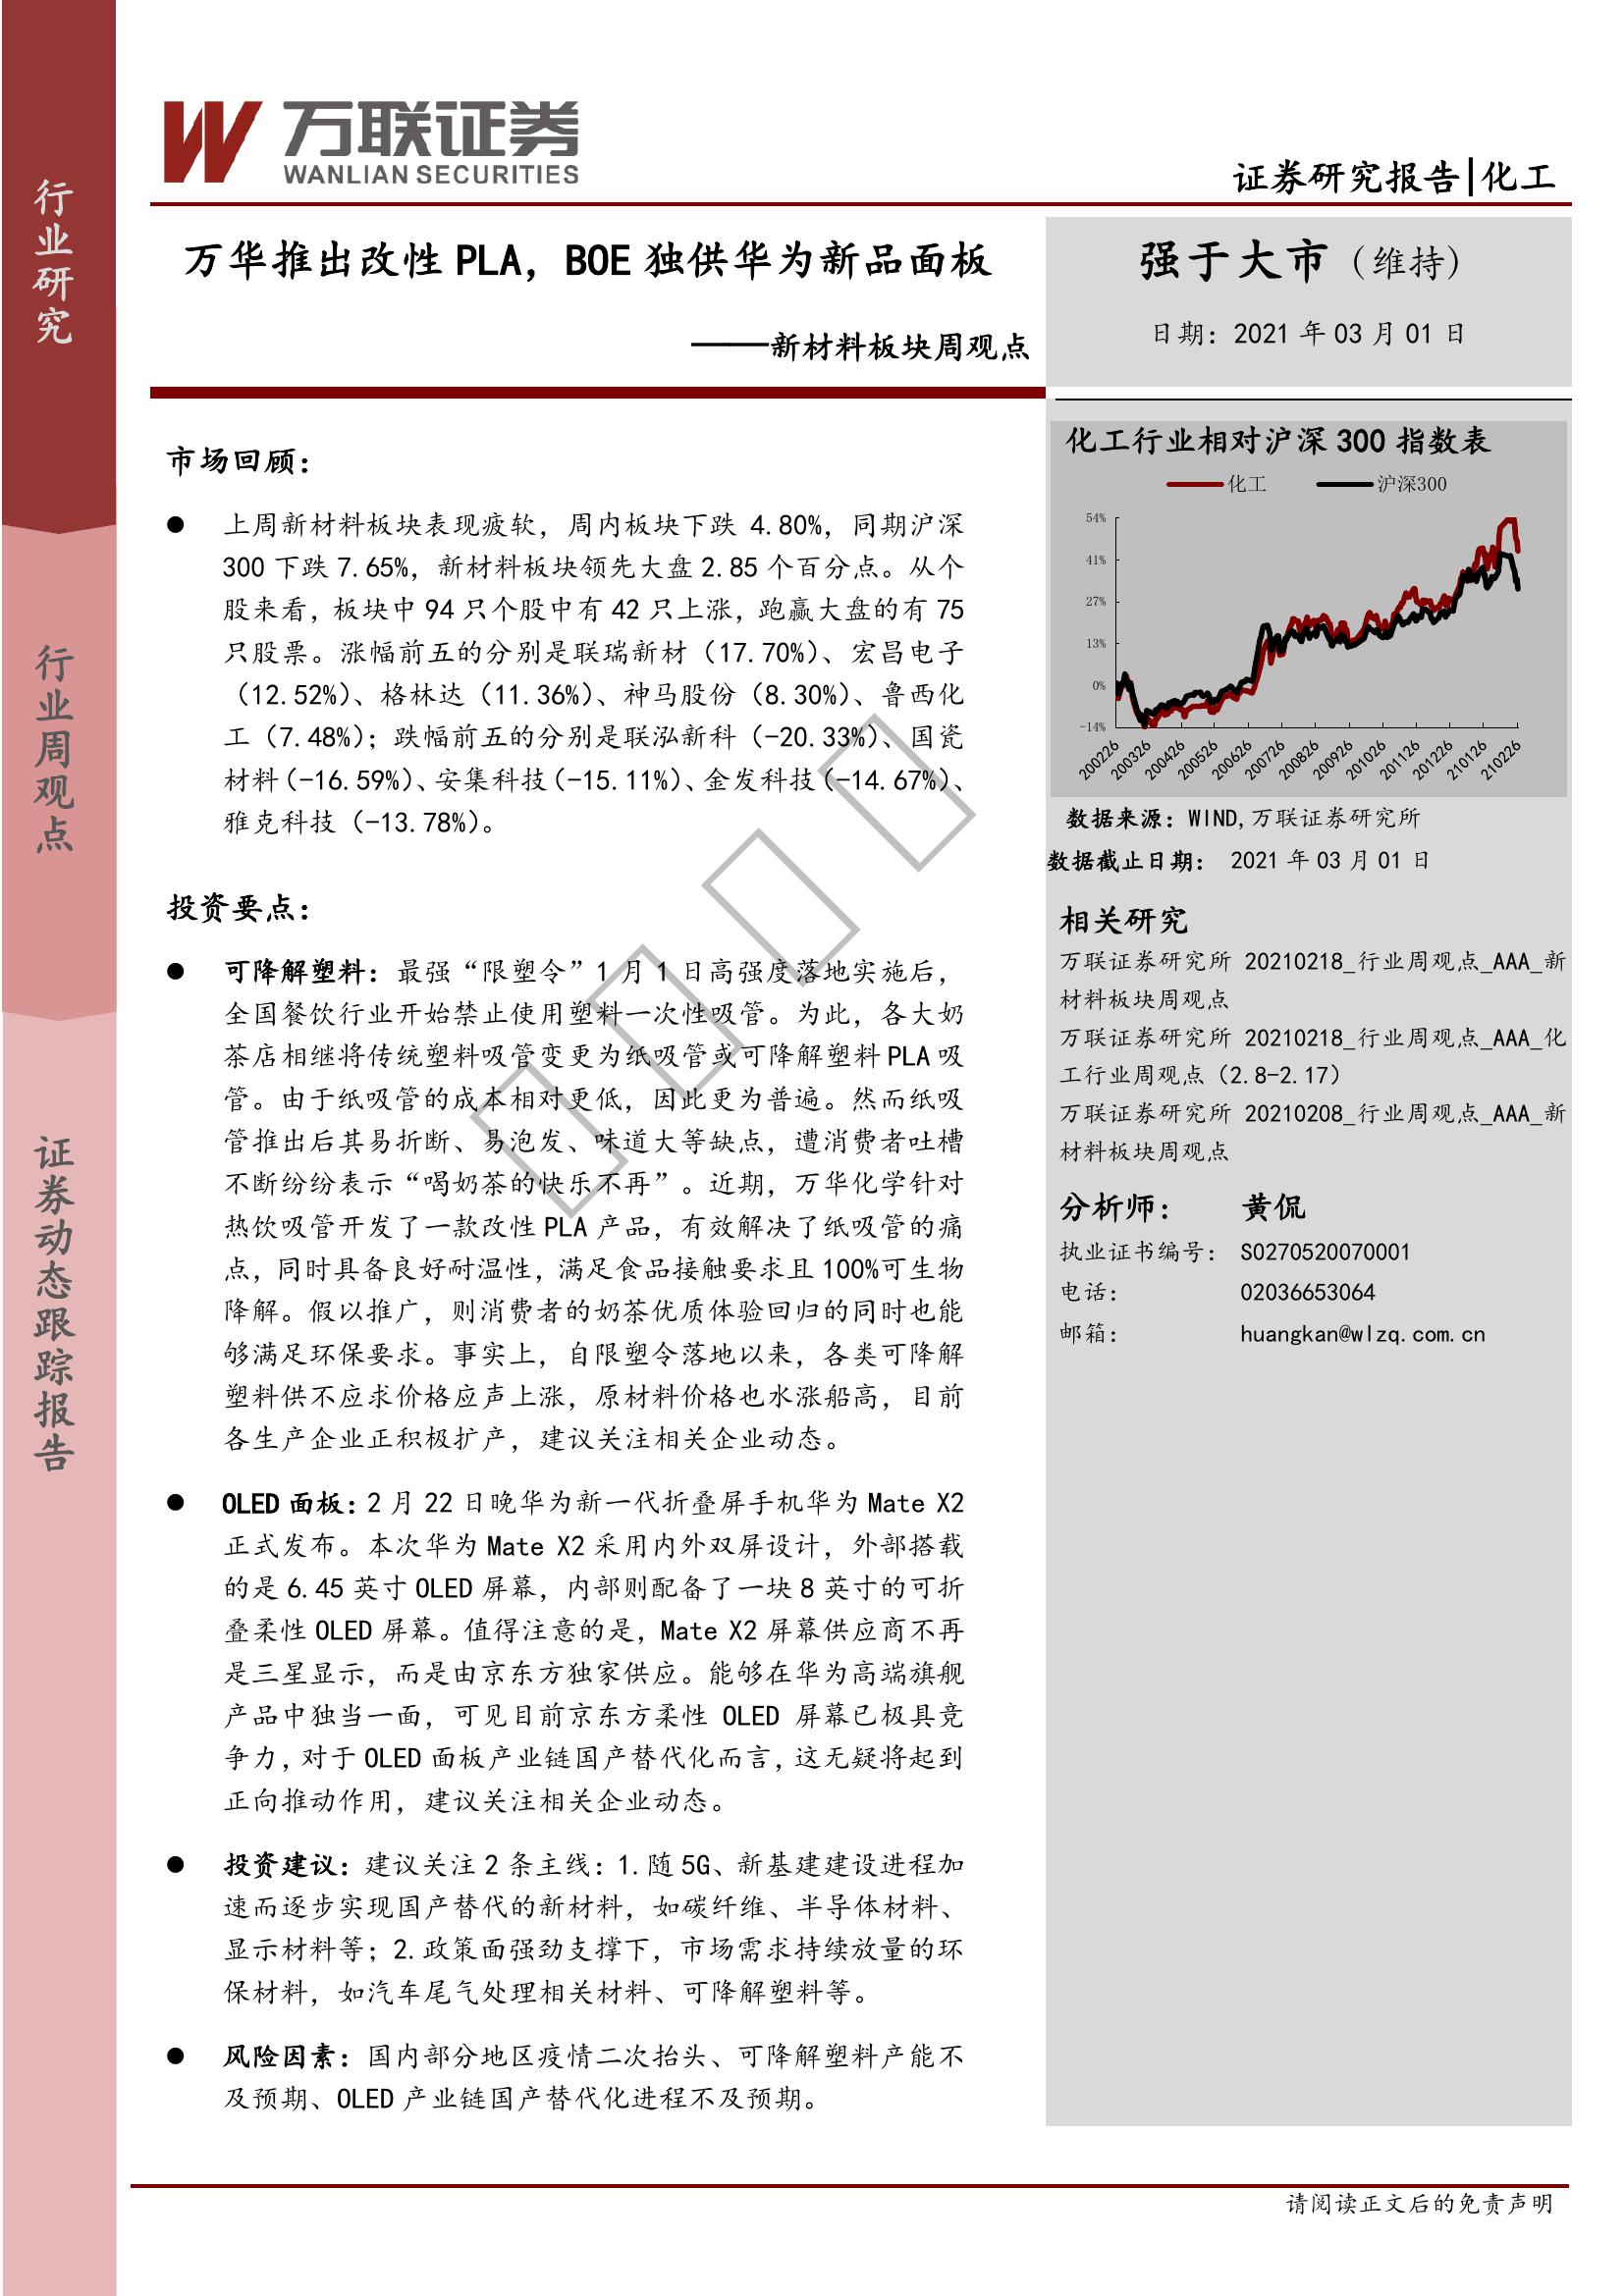 行业研究
行业周观点
证券动态跟踪报告
万联证券
WANLIAN SECURITIES
证券研究报告|化工
万华推出改性 PLA，BOE 独供华为新品面板
——新材料板块周观点
强于大市（维持）
日期：2021 年 03 月 01 日
市场回顾：
● 上周新材料板块表现疲软，周内板块下跌 4.80%，同期沪深
300 下跌 7.65%，新材料板块领先大盘 2.85 个百分点。从个
股来看，板块中 94 只个股中有 42 只上涨，跑赢大盘的有 75
只股票。涨幅前五的分别是联瑞新材（17.70%）、宏昌电子
（12.52%）、格林达（11.36%）、神马股份（8.30%）、鲁西化
工（7.48%）；跌幅前五的分别是联泓新科（-20.33%）、国瓷
材料（-16.59%）、安集科技（-15.11%）、金发科技（-14.67%）、
雅克科技（-13.78%）。
投资要点：
● 可降解塑料：最强“限塑令”1 月 1 日高强度落地实施后，
全国餐饮行业开始禁止使用塑料一次性吸管。为此，各大奶
茶店相继将传统塑料吸管变更为纸吸管或可降解塑料 PLA 吸
管。由于纸吸管的成本相对更低，因此更为普遍。然而纸吸
管推出后其易折断、易泡发、味道大等缺点，遭消费者吐槽
不断纷纷表示“喝奶茶的快乐不再”。近期，万华化学针对
热饮吸管开发了一款改性 PLA 产品，有效解决了纸吸管的痛
点，同时具备良好耐温性，满足食品接触要求且 100%可生物
降解。假以推广，则消费者的奶茶优质体验回归的同时也能
够满足环保要求。事实上，自限塑令落地以来，各类可降解
塑料供不应求价格应声上涨，原材料价格也水涨船高，目前
各生产企业正积极扩产，建议关注相关企业动态。
● OLED 面板：2 月 22 日晚华为新一代折叠屏手机华为 Mate X2
正式发布。本次华为 Mate X2 采用内外双屏设计，外部搭载
的是 6.45 英寸 OLED 屏幕，内部则配备了一块 8 英寸的可折
叠柔性 OLED 屏幕。值得注意的是，Mate X2 屏幕供应商不再
是三星显示，而是由京东方独家供应。能够在华为高端旗舰
产品中独当一面，可见目前京东方柔性 OLED 屏幕已极具竞
争力，对于 OLED 面板产业链国产替代化而言，这无疑将起到
正向推动作用，建议关注相关企业动态。
● 投资建议：建议关注 2 条主线：1.随 5G、新基建建设进程加
速而逐步实现国产替代的新材料，如碳纤维、半导体材料、
显示材料等；2.政策面强劲支撑下，市场需求持续放量的环
保材料，如汽车尾气处理相关材料、可降解塑料等。
● 风险因素：国内部分地区疫情二次抬头、可降解塑料产能不
及预期、OLED 产业链国产替代化进程不及预期。
化工行业相对沪深 300 指数表
化工 沪深300
54%
41%
27%
13%
0%
-14%
200226 200326 200426 200526 200626 200726 200826 200926 201026 201126 201226 210126 210226
数据来源：WIND,万联证券研究所
数据截止日期： 2021 年 03 月 01 日
相关研究
万联证券研究所 20210218_行业周观点_AAA_新
材料板块周观点
万联证券研究所 20210218_行业周观点_AAA_化
工行业周观点（2.8-2.17）
万联证券研究所 20210208_行业周观点_AAA_新
材料板块周观点
分析师： 黄侃
执业证书编号： S0270520070001
电话： 02036653064
邮箱： huangkan@wlzq.com.cn
请阅读正文后的免责声明